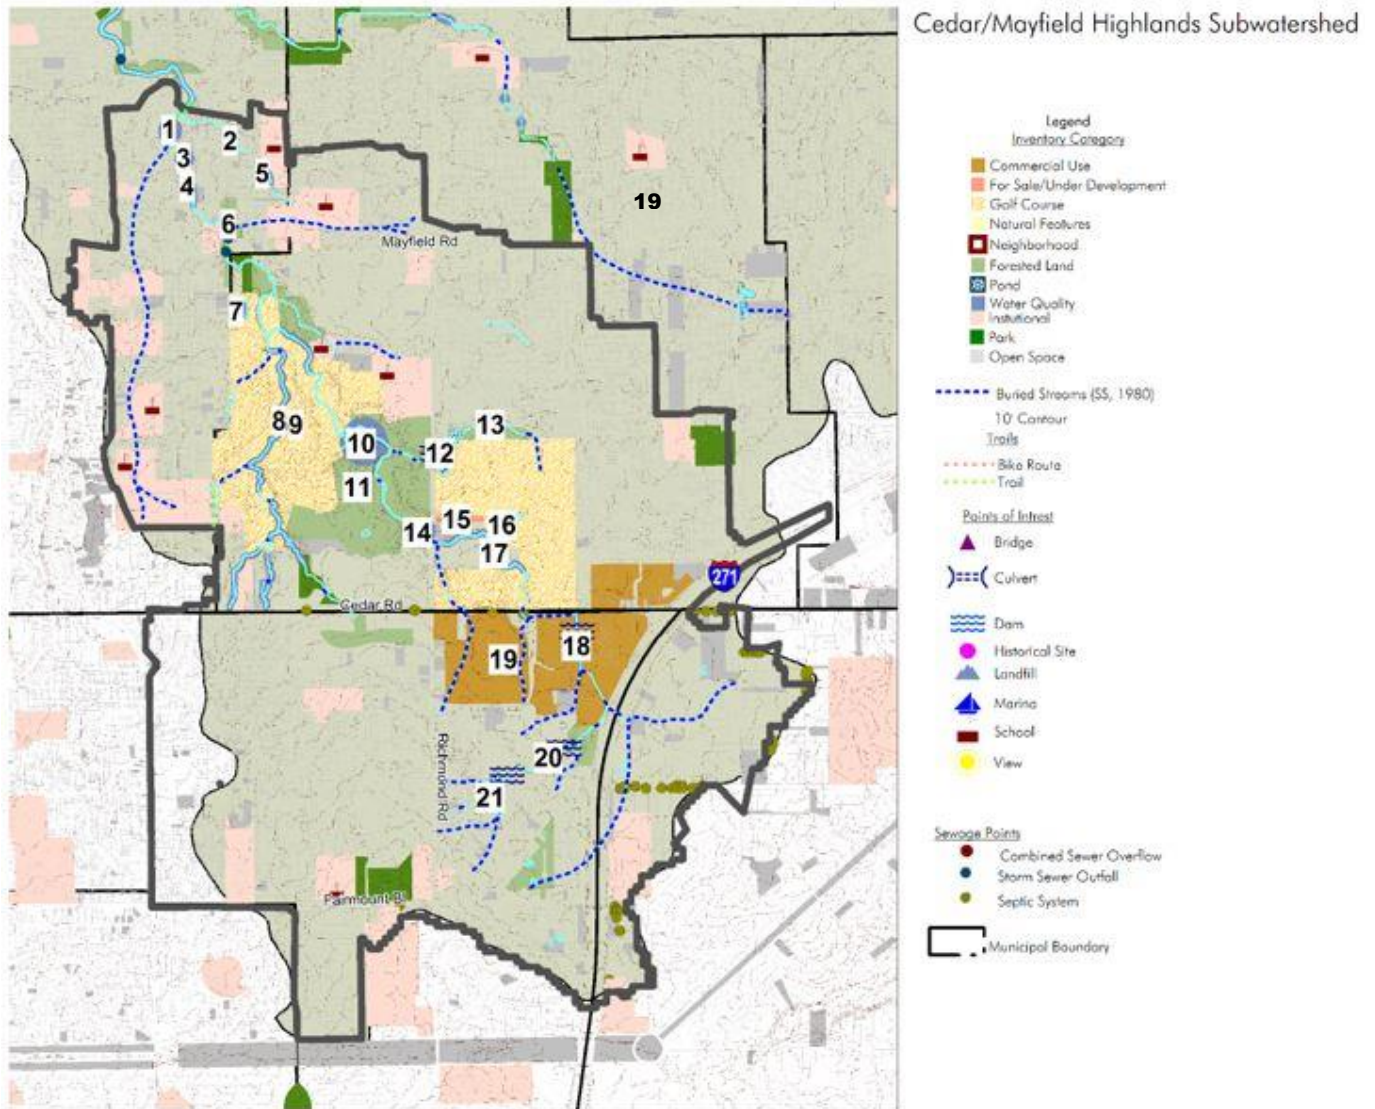 Cedar/Mayfield Highlands Subwatershed
Legend
Inventory Category
Commercial Use
For Sale/Under Development
Golf Course
Natural Features
Neighborhood
Forested Land
Pond
Water Quality
Instutional
Park
Open Space
Buried Streams (SS, 1980)
10' Contour
Trails
Bike Route
Trail
Points of Intrest
Bridge
Culvert
Dam
Historical Site
Landfill
Marina
School
View
Sewage Points
Combined Sewer Overflow
Storm Sewer Outfall
Septic System
Municipal Boundary
1
2
3
4
5
19
6
Mayfield Rd
7
8
9
10
13
12
11
15
16
14
17
271
Cedar Rd
18
19
Richmond Rd
20
21
Fairmount Bl